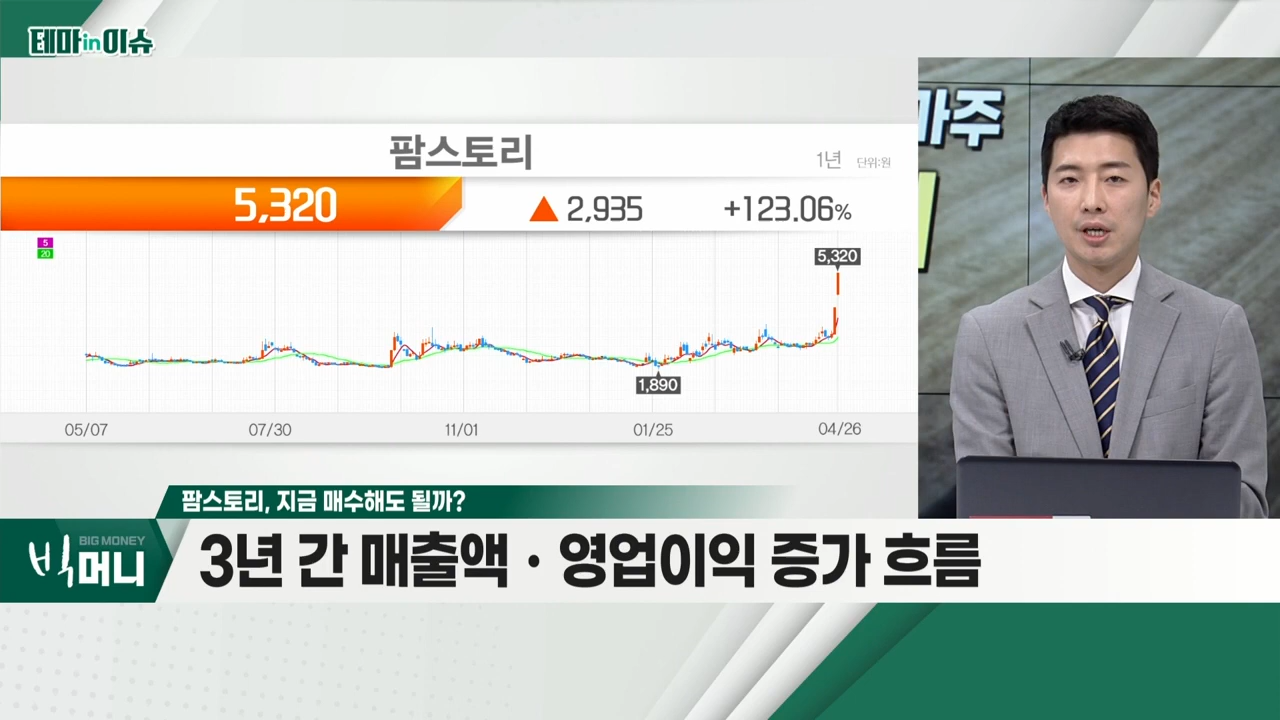 테마in이슈
팜스토리
1년 단위:원
5,320 ▲ 2,935 +123.06%
5
20
5,320
1,890
05/07 07/30 11/01 01/25 04/26
팜스토리, 지금 매수해도 될까?
BIG MONEY
빅머니
3년 간 매출액·영업이익 증가 흐름